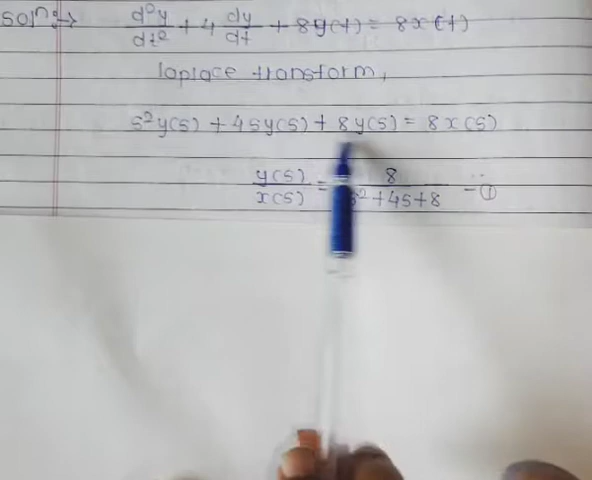 Soln:→ d²y/dt² + 4 dy/dt + 8y(t) = 8x(t)
laplace transform,
s²y(s) + 4sy(s) + 8y(s) = 8x(s)
y(s)/x(s) = 8/s²+4s+8 -①